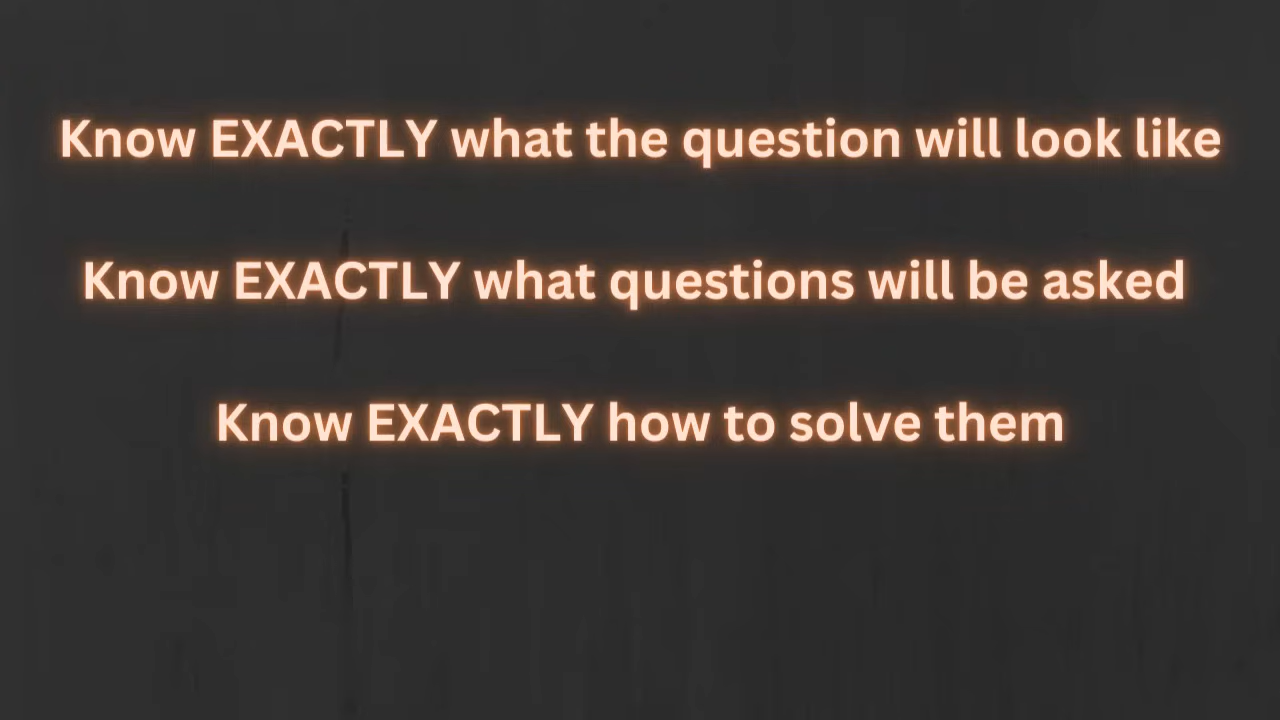 Know EXACTLY what the question will look like
Know EXACTLY what questions will be asked
Know EXACTLY how to solve them